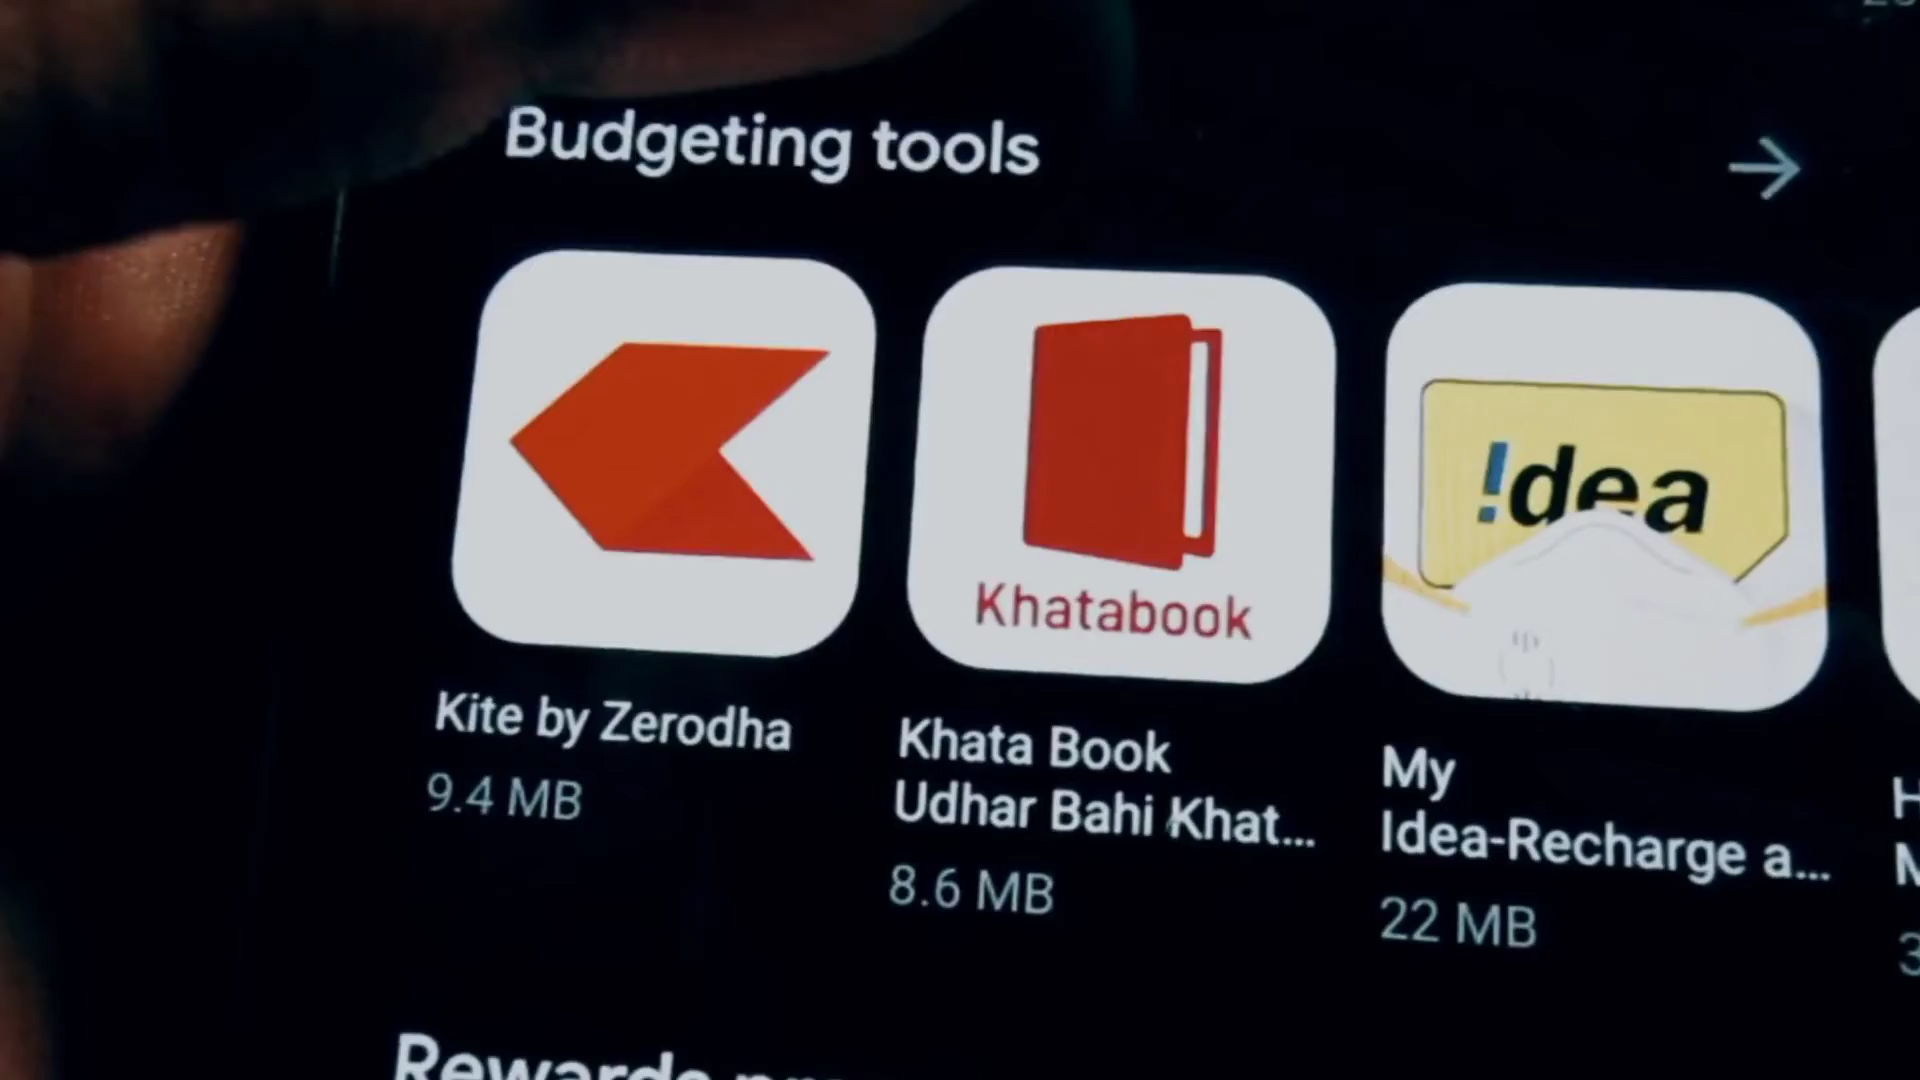 Budgeting tools
Khatabook
!dea
Kite by Zerodha
9.4 MB
Khata Book
Udhar Bahi Khat...
8.6 MB
My
Idea-Recharge a...
22 MB
Rewards